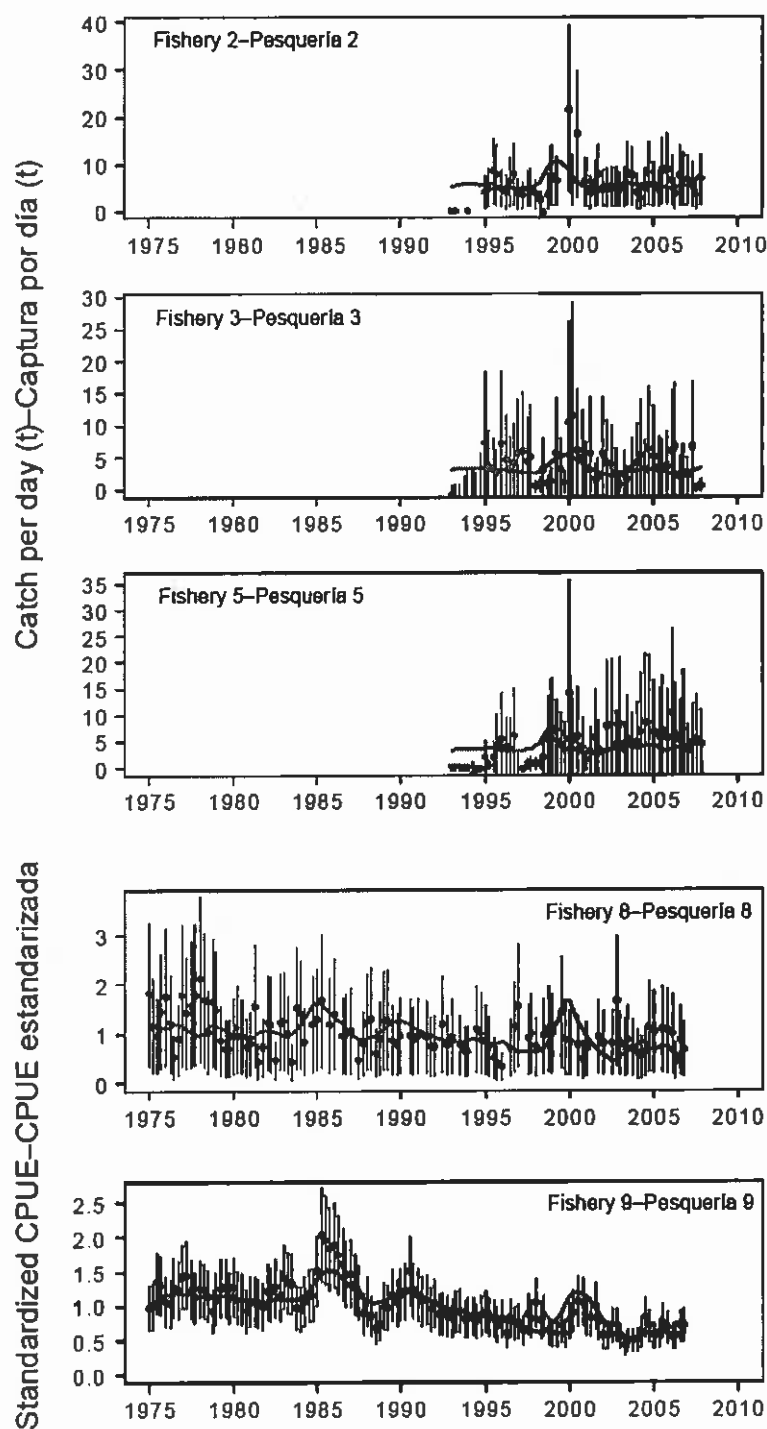 Catch per day (t)–Captura por día (t)
Fishery 2–Pesquería 2
40
30
20
10
0
1975 1980 1985 1990 1995 2000 2005 2010
Fishery 3–Pesquería 3
30
25
20
15
10
5
0
1975 1980 1985 1990 1995 2000 2005 2010
Fishery 5–Pesquería 5
35
30
25
20
15
10
5
0
1975 1980 1985 1990 1995 2000 2005 2010
Standardized CPUE–CPUE estandarizada
Fishery 8–Pesquería 8
3
2
1
0
1975 1980 1985 1990 1995 2000 2005 2010
Fishery 9–Pesquería 9
2.5
2.0
1.5
1.0
0.5
0.0
1975 1980 1985 1990 1995 2000 2005 2010